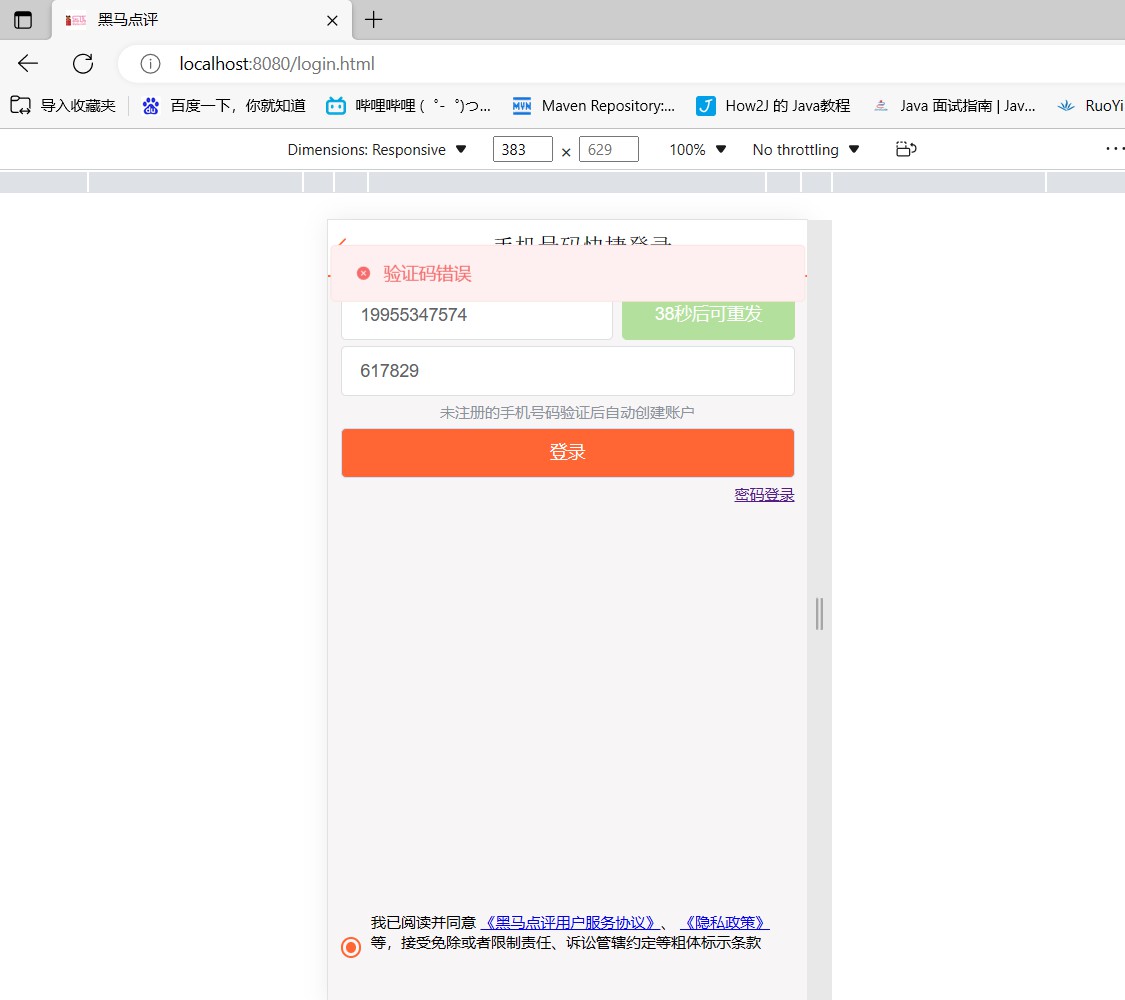 黑马点评
localhost:8080/login.html
导入收藏夹 百度一下，你就知道 哔哩哔哩 ( ゜- ゜)つ... MVN Maven Repository:... J How2J 的 Java教程 Java 面试指南 | Jav... RuoYi
Dimensions: Responsive 383 × 629 100% No throttling
手机号码快捷登录
验证码错误
19955347574 38秒后可重发
617829
未注册的手机号码验证后自动创建账户
登录
密码登录
我已阅读并同意 《黑马点评用户服务协议》、 《隐私政策》
等，接受免除或者限制责任、诉讼管辖约定等粗体标示条款